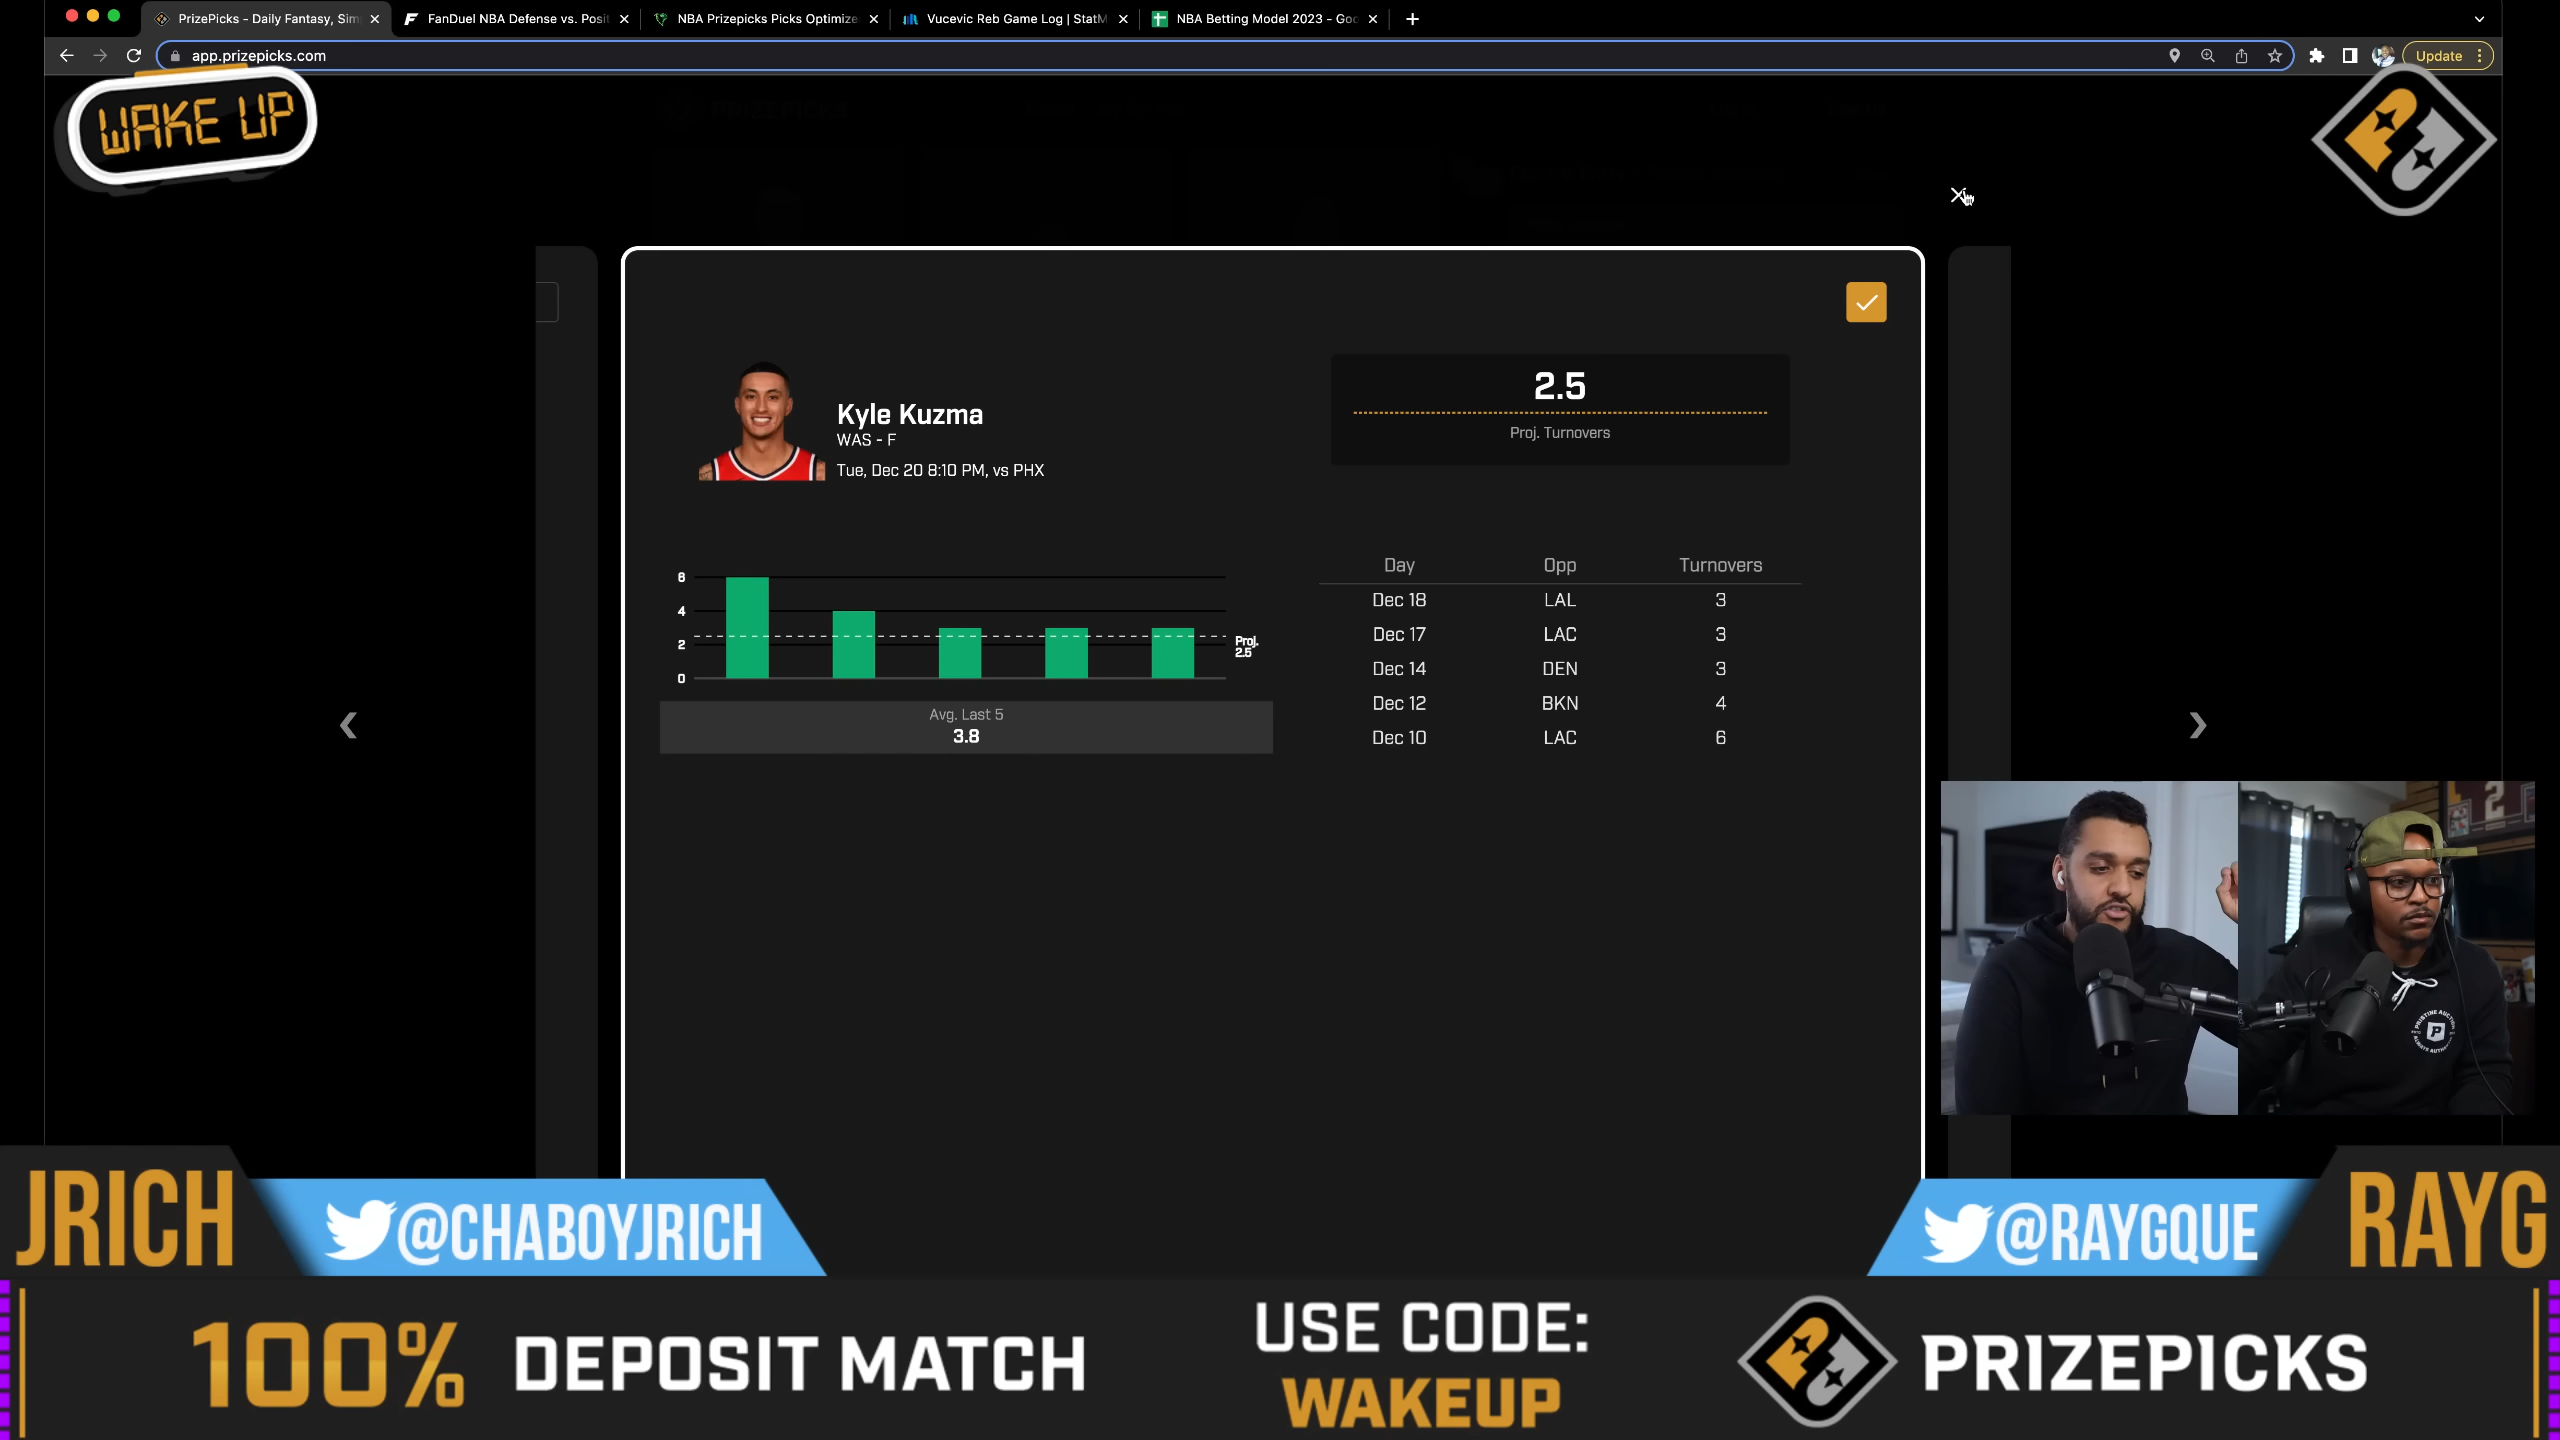 PrizePicks - Daily Fantasy, Sim
FanDuel NBA Defense vs. Posit
NBA Prizepicks Picks Optimize
Vucevic Reb Game Log | StatM
NBA Betting Model 2023 - Goo
app.prizepicks.com
Update
WAKE UP
Kyle Kuzma
WAS - F
Tue, Dec 20 8:10 PM, vs PHX
2.5
Proj. Turnovers
6
4
2
0
Proj.
2.5
Avg. Last 5
3.8
Day Opp Turnovers
Dec 18 LAL 3
Dec 17 LAC 3
Dec 14 DEN 3
Dec 12 BKN 4
Dec 10 LAC 6
JRICH
@CHABOYJRICH
@RAYGQUE
RAYG
100% DEPOSIT MATCH
USE CODE:
WAKEUP
PRIZEPICKS